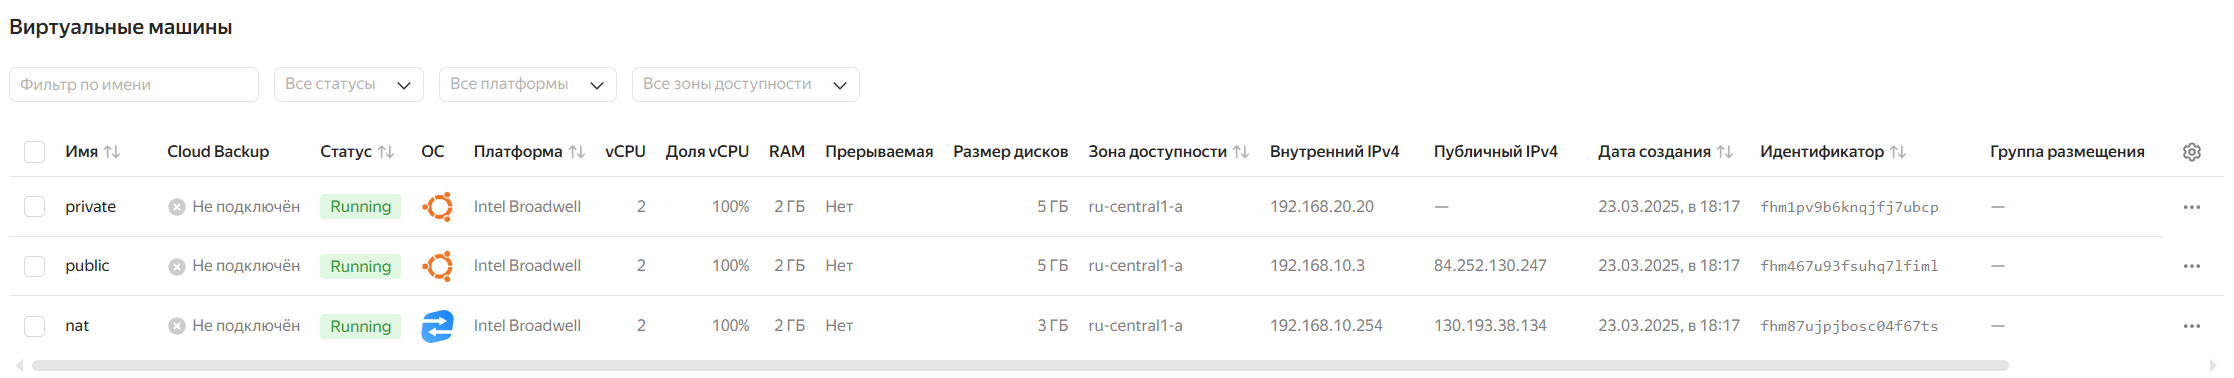 Виртуальные машины
Фильтр по имени Все статусы Все платформы Все зоны доступности
Имя Cloud Backup Статус ОС Платформа vCPU Доля vCPU RAM Прерываемая Размер дисков Зона доступности Внутренний IPv4 Публичный IPv4 Дата создания Идентификатор Группа размещения
private Не подключён Running Intel Broadwell 2 100% 2 ГБ Нет 5 ГБ ru-central1-a 192.168.20.20 — 23.03.2025, в 18:17 fhm1pv9b6knqjfj7ubcp — ···
public Не подключён Running Intel Broadwell 2 100% 2 ГБ Нет 5 ГБ ru-central1-a 192.168.10.3 84.252.130.247 23.03.2025, в 18:17 fhm467u93fsuhq7lfiml — ···
nat Не подключён Running Intel Broadwell 2 100% 2 ГБ Нет 3 ГБ ru-central1-a 192.168.10.254 130.193.38.134 23.03.2025, в 18:17 fhm87ujpjbosc04f67ts — ···